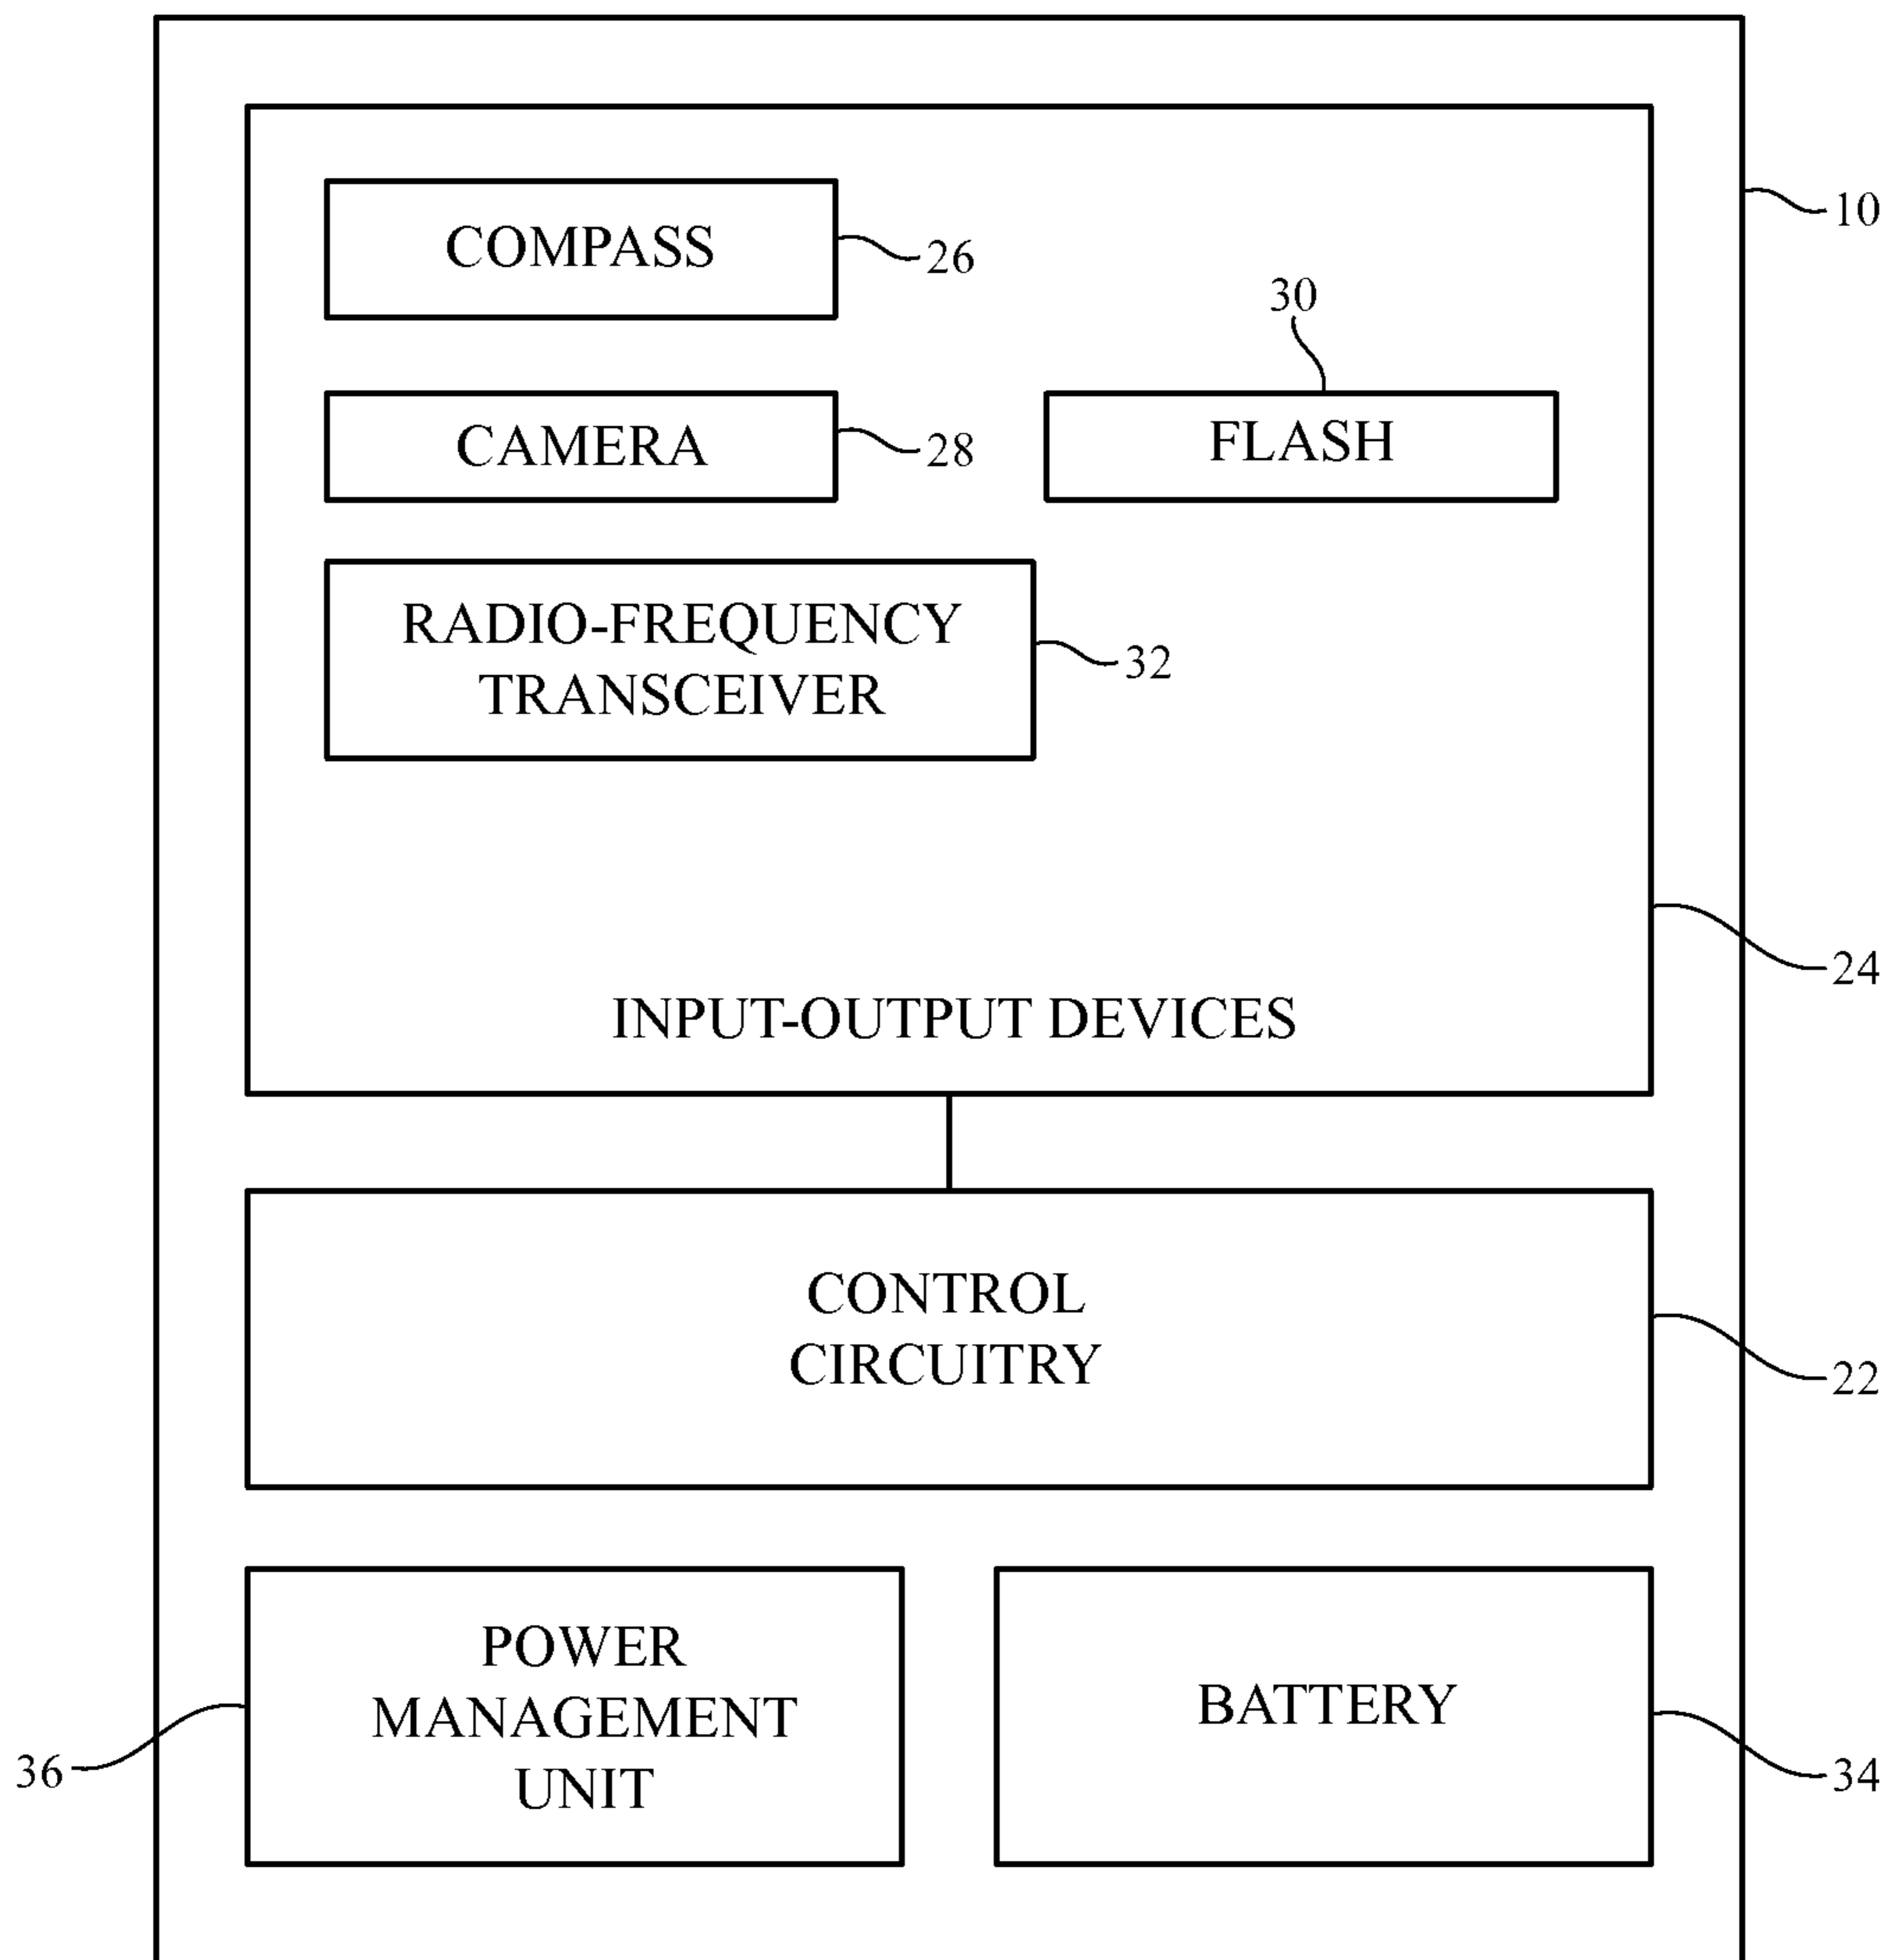 10
COMPASS
26
30
CAMERA
28
FLASH
RADIO-FREQUENCY
TRANSCEIVER
32
24
INPUT-OUTPUT DEVICES
CONTROL
CIRCUITRY
22
POWER
MANAGEMENT
UNIT
36
BATTERY
34